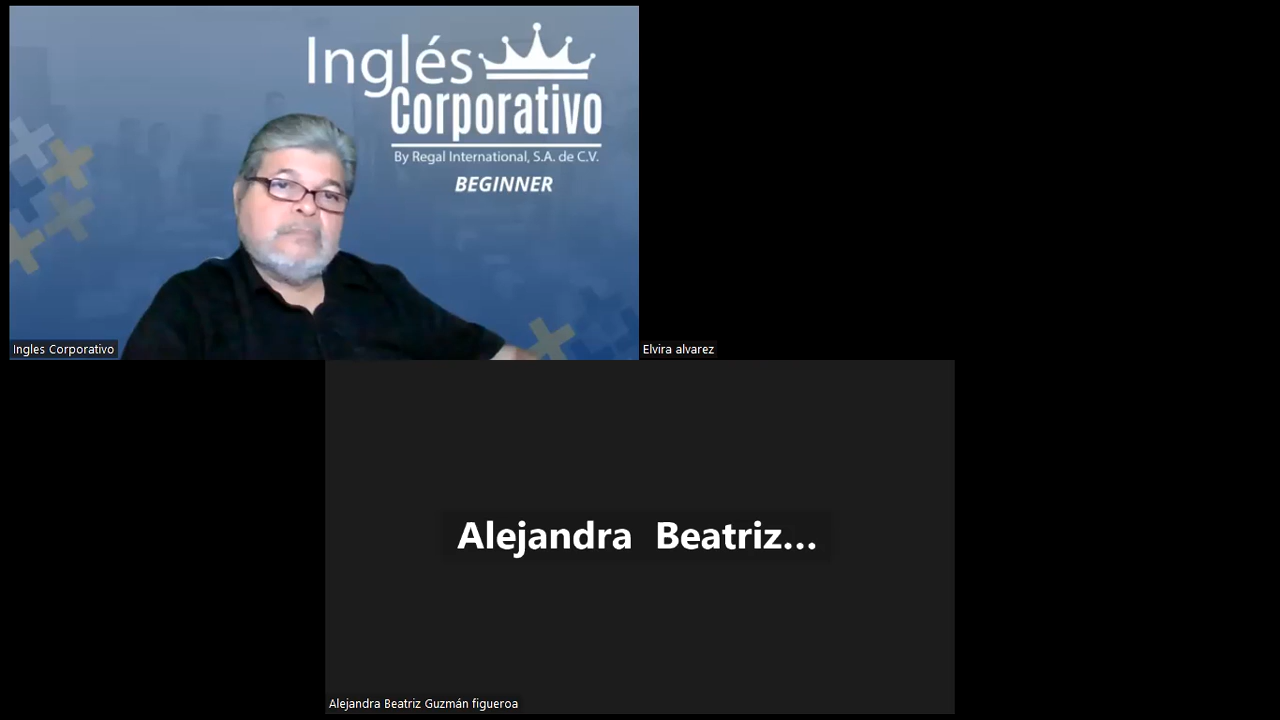 Inglés
Corporativo
By Regal International, S.A. de C.V.
BEGINNER
Ingles Corporativo
Elvira alvarez
Alejandra Beatriz...
Alejandra Beatriz Guzmán figueroa